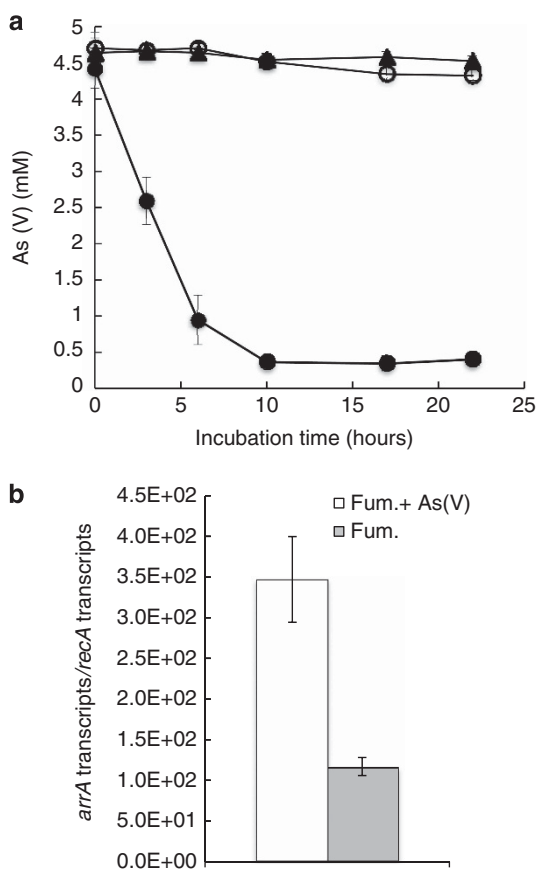 a
5
4.5
4
3.5
3
2.5
2
1.5
1
0.5
0
As (V) (mM)
0 5 10 15 20 25
Incubation time (hours)
b
4.5E+02
4.0E+02
3.5E+02
3.0E+02
2.5E+02
2.0E+02
1.5E+02
1.0E+02
5.0E+01
0.0E+00
arrA transcripts/recA transcripts
Fum.+ As(V)
Fum.